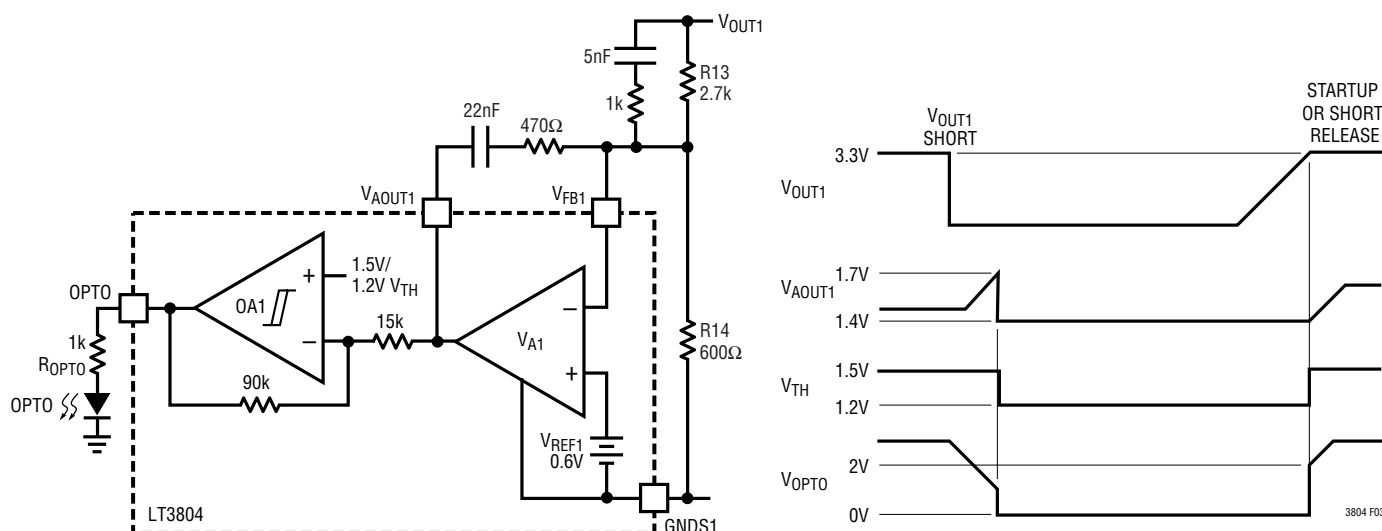 VOUT1
5nF
R13
2.7k
1k
22nF
470Ω
VAOUT1
VFB1
OPTO
OA1
+
1.5V/
1.2V VTH
–
15k
1k
ROPTO
90k
OPTO
–
VA1
+
R14
600Ω
VREF1
0.6V
LT3804
GNDS1
STARTUP
OR SHORT
RELEASE
VOUT1
SHORT
3.3V
VOUT1
1.7V
VAOUT1
1.4V
1.5V
VTH
1.2V
2V
VOPTO
0V
3804 F03